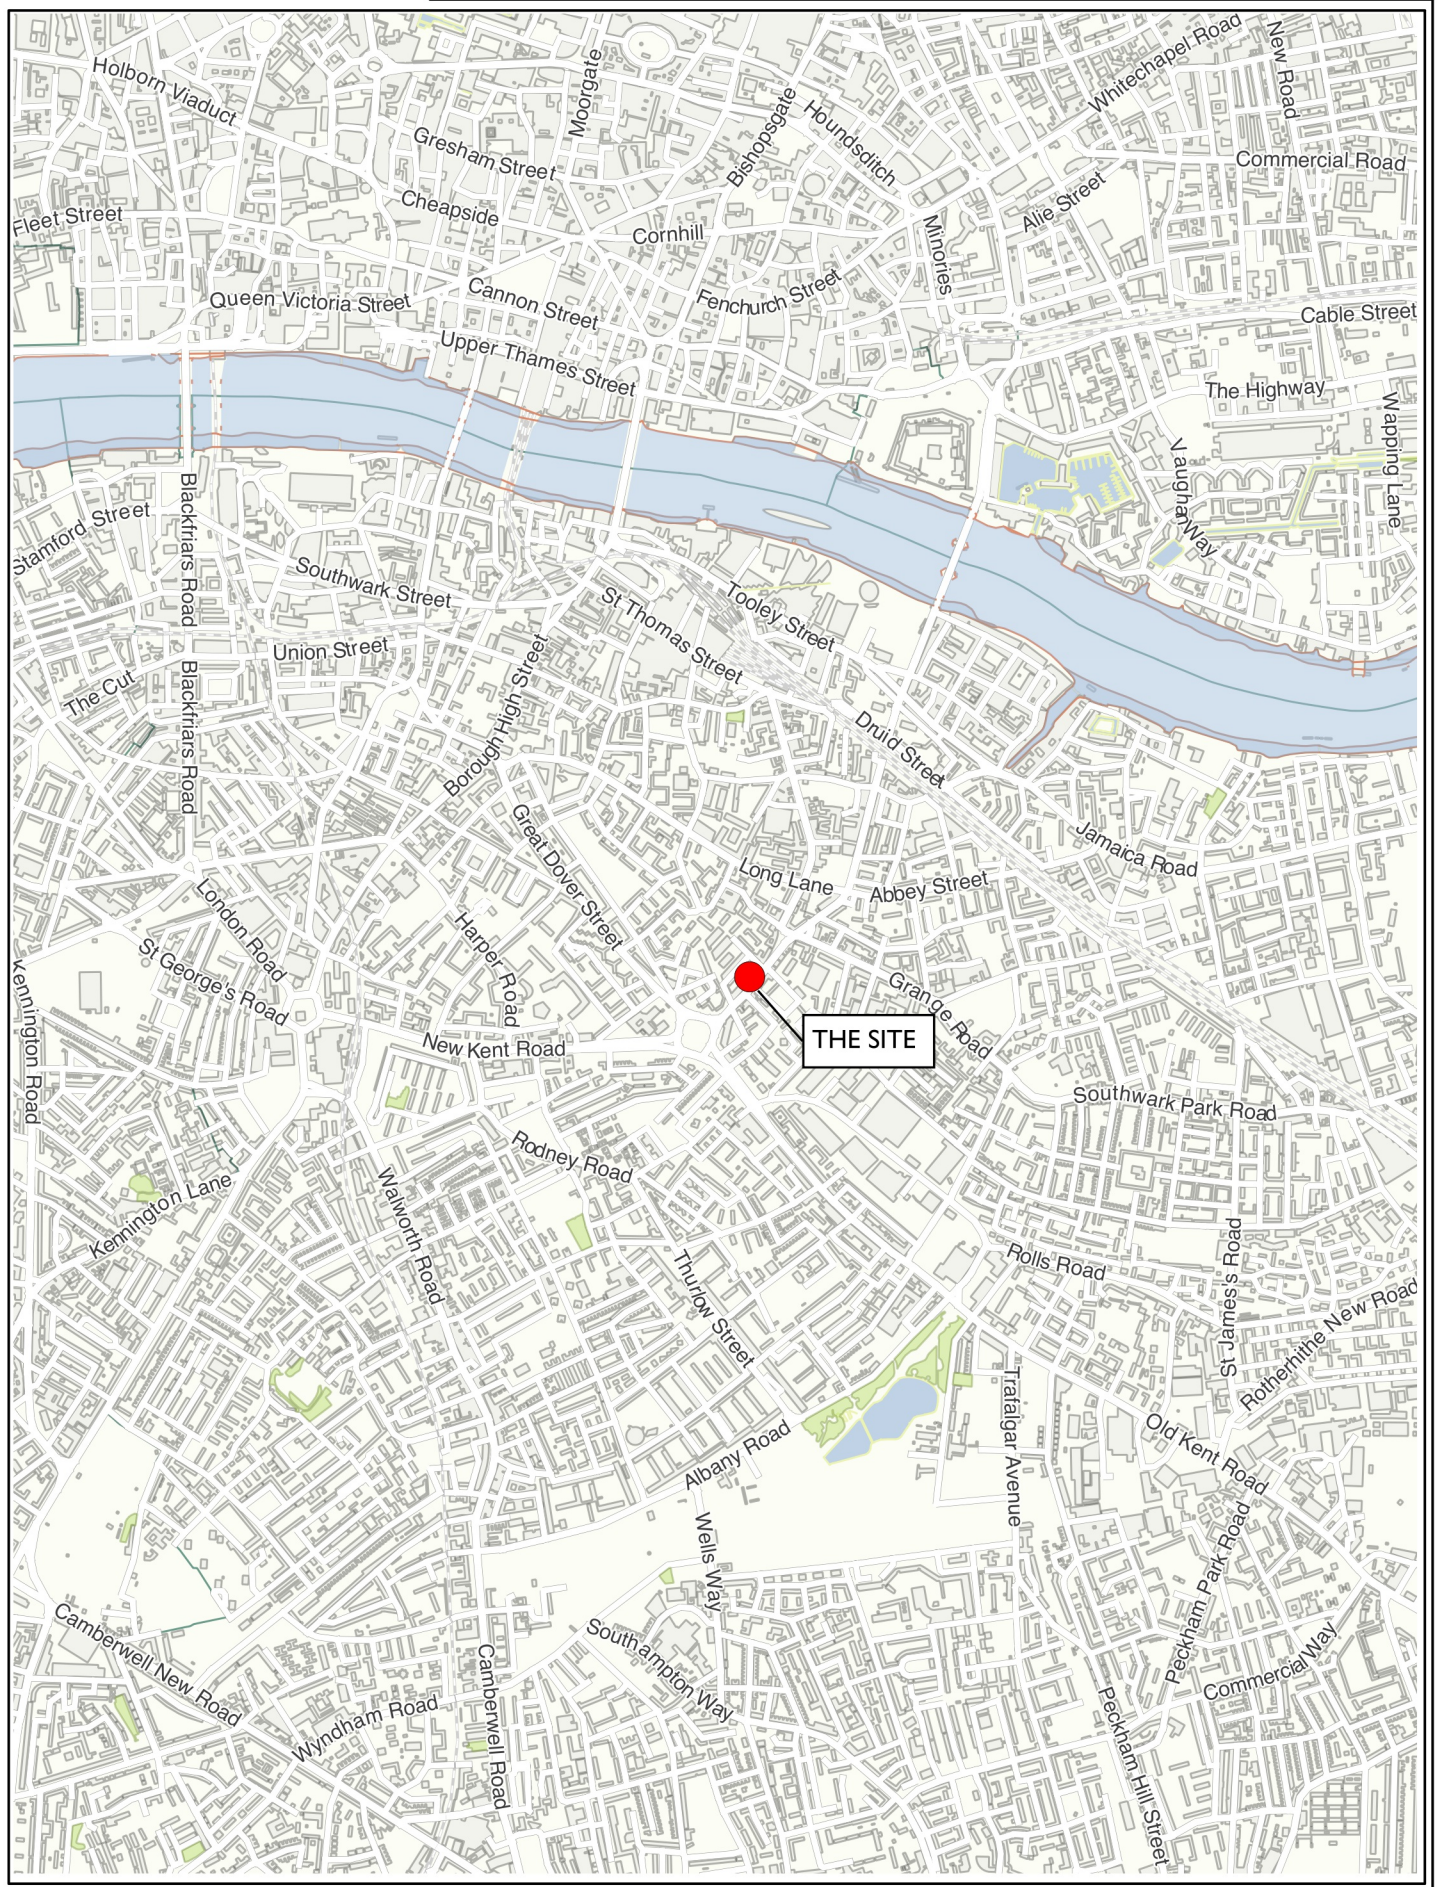 Holborn Viaduct
Moorgate
Whitechapel Road
New Road
Gresham Street
Bishopsgate
Houndsditch
Commercial Road
Fleet Street
Cheapside
Cornhill
Minories
Alie Street
Queen Victoria Street
Cannon Street
Fenchurch Street
Cable Street
Upper Thames Street
The Highway
Wapping Lane
Vaughan Way
Stamford Street
Blackfriars Road
Southwark Street
St Thomas Street
Tooley Street
Union Street
The Cut
Blackfriars Road
Borough High Street
Druid Street
Great Dover Street
Jamaica Road
Long Lane
Abbey Street
London Road
Harper Road
St George's Road
Kennington Road
Grange Road
THE SITE
New Kent Road
Southwark Park Road
Rodney Road
Kennington Lane
Walworth Road
Thurlow Street
Rolls Road
St James's Road
Rotherhithe New Road
Trafalgar Avenue
Albany Road
Old Kent Road
Wells Way
Peckham Park Road
Camberwell New Road
Southampton Way
Commercial Way
Wyndham Road
Camberwell Road
Peckham Hill Street